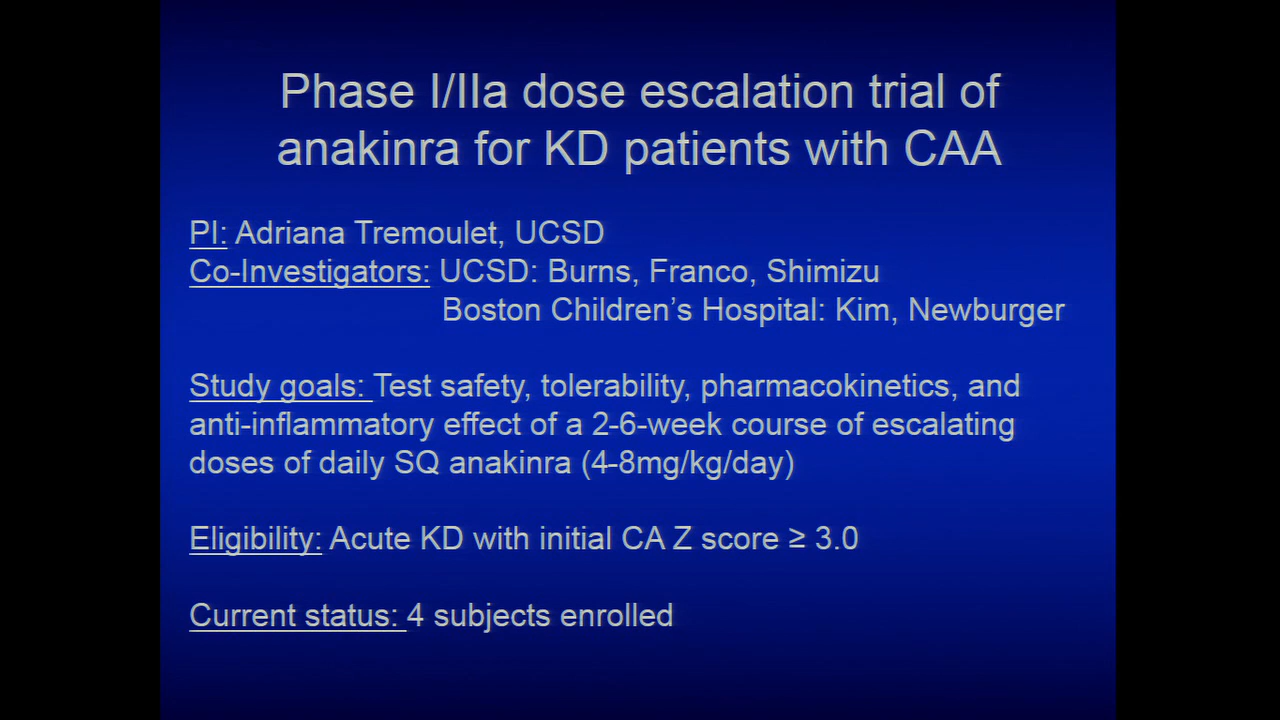 Phase I/IIa dose escalation trial of
anakinra for KD patients with CAA
PI: Adriana Tremoulet, UCSD
Co-Investigators: UCSD: Burns, Franco, Shimizu
Boston Children’s Hospital: Kim, Newburger
Study goals: Test safety, tolerability, pharmacokinetics, and
anti-inflammatory effect of a 2-6-week course of escalating
doses of daily SQ anakinra (4-8mg/kg/day)
Eligibility: Acute KD with initial CA Z score ≥ 3.0
Current status: 4 subjects enrolled